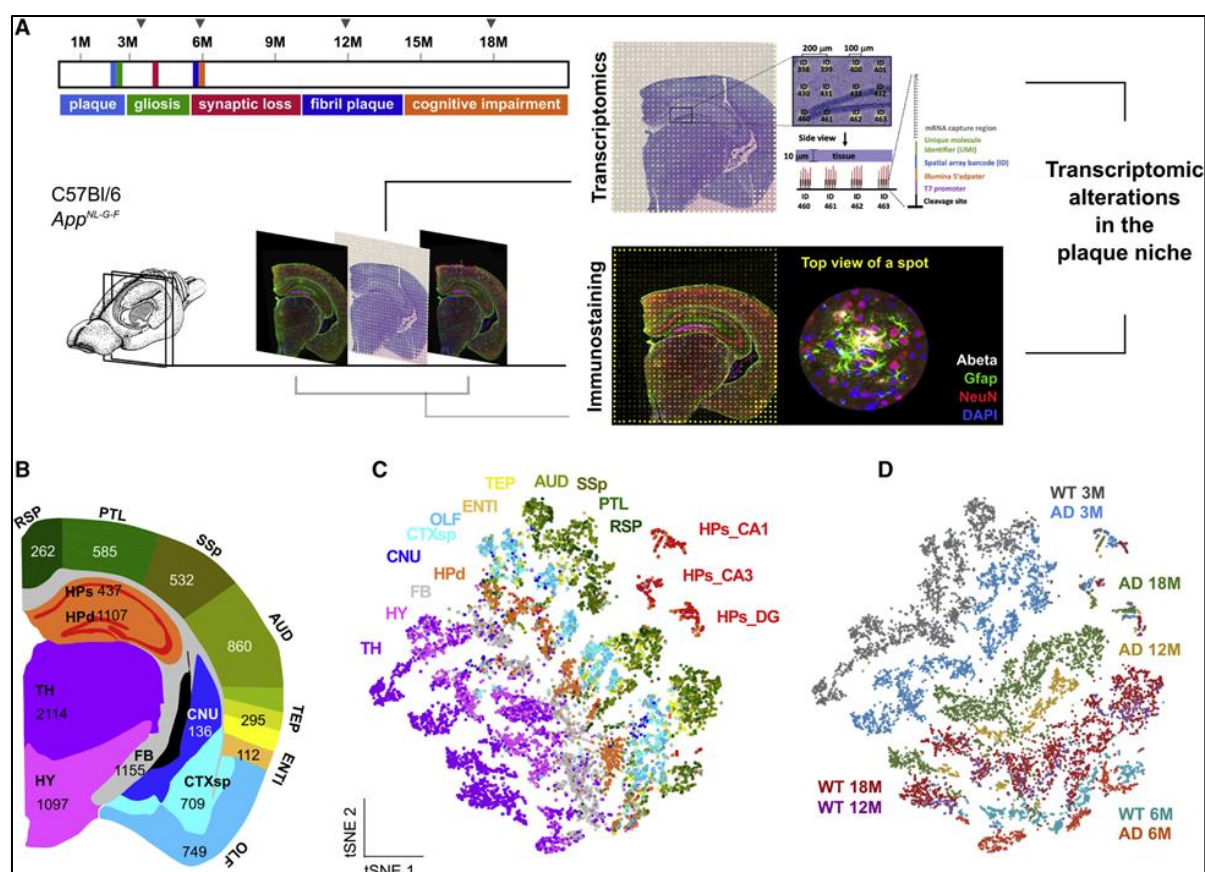 A
1M 3M 6M 9M 12M 18M
plaque gliosis synaptic loss fibril plaque cognitive impairment
C57Bl/6
App^NL-G-F
Transcriptomics
200 µm 100 µm
ID 398 ID 399 ID 400 ID 401
ID 430 ID 431 ID 432 ID 432
ID 460 ID 461 ID 462 ID 463
Side view
10 µm tissue
ID 460 ID 461 ID 462 ID 463
mRNA capture region
Unique molecule
Identifier (UMI)
Spatial array barcode (ID)
Illumina 5'adpater
T7 promoter
Cleavage site
Immunostaining
Top view of a spot
Abeta
Gfap
NeuN
DAPI
Transcriptomic
alterations
in the
plaque niche
B
RSP PTL SSp AUD TEP ENTI OLF
262 585
532
860
295
112
749
HPs 437
HPd 1107
TH
2114
CNU
136
FB
1155
HY
1097
CTXsp
709
C
TEP AUD SSp
ENTI PTL
OLF RSP
CTXsp
CNU
HPd
FB
HY
TH
HPs_CA1
HPs_CA3
HPs_DG
tSNE 2
tSNE 1
D
WT 3M
AD 3M
AD 18M
AD 12M
WT 18M
WT 12M
WT 6M
AD 6M